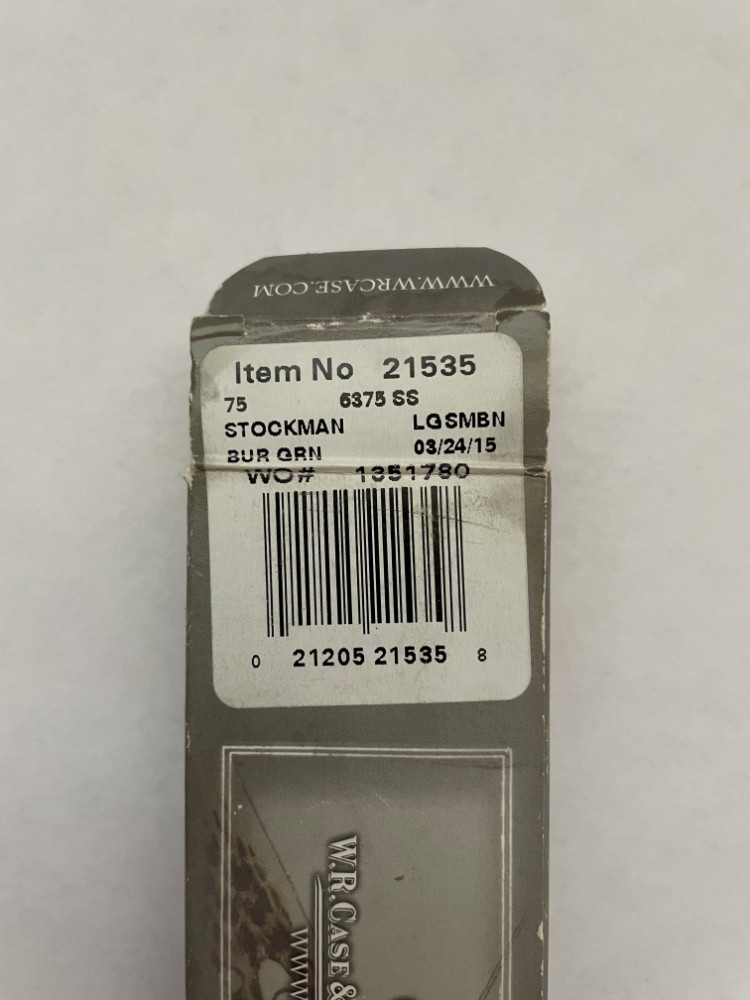 WWW.WRCASE.COM
Item No 21535
75 6375 SS
STOCKMAN LGSMBN
BUR GRN 03/24/15
WO# 1351780
0 21205 21535 8
W.R.CASE &
WWW.